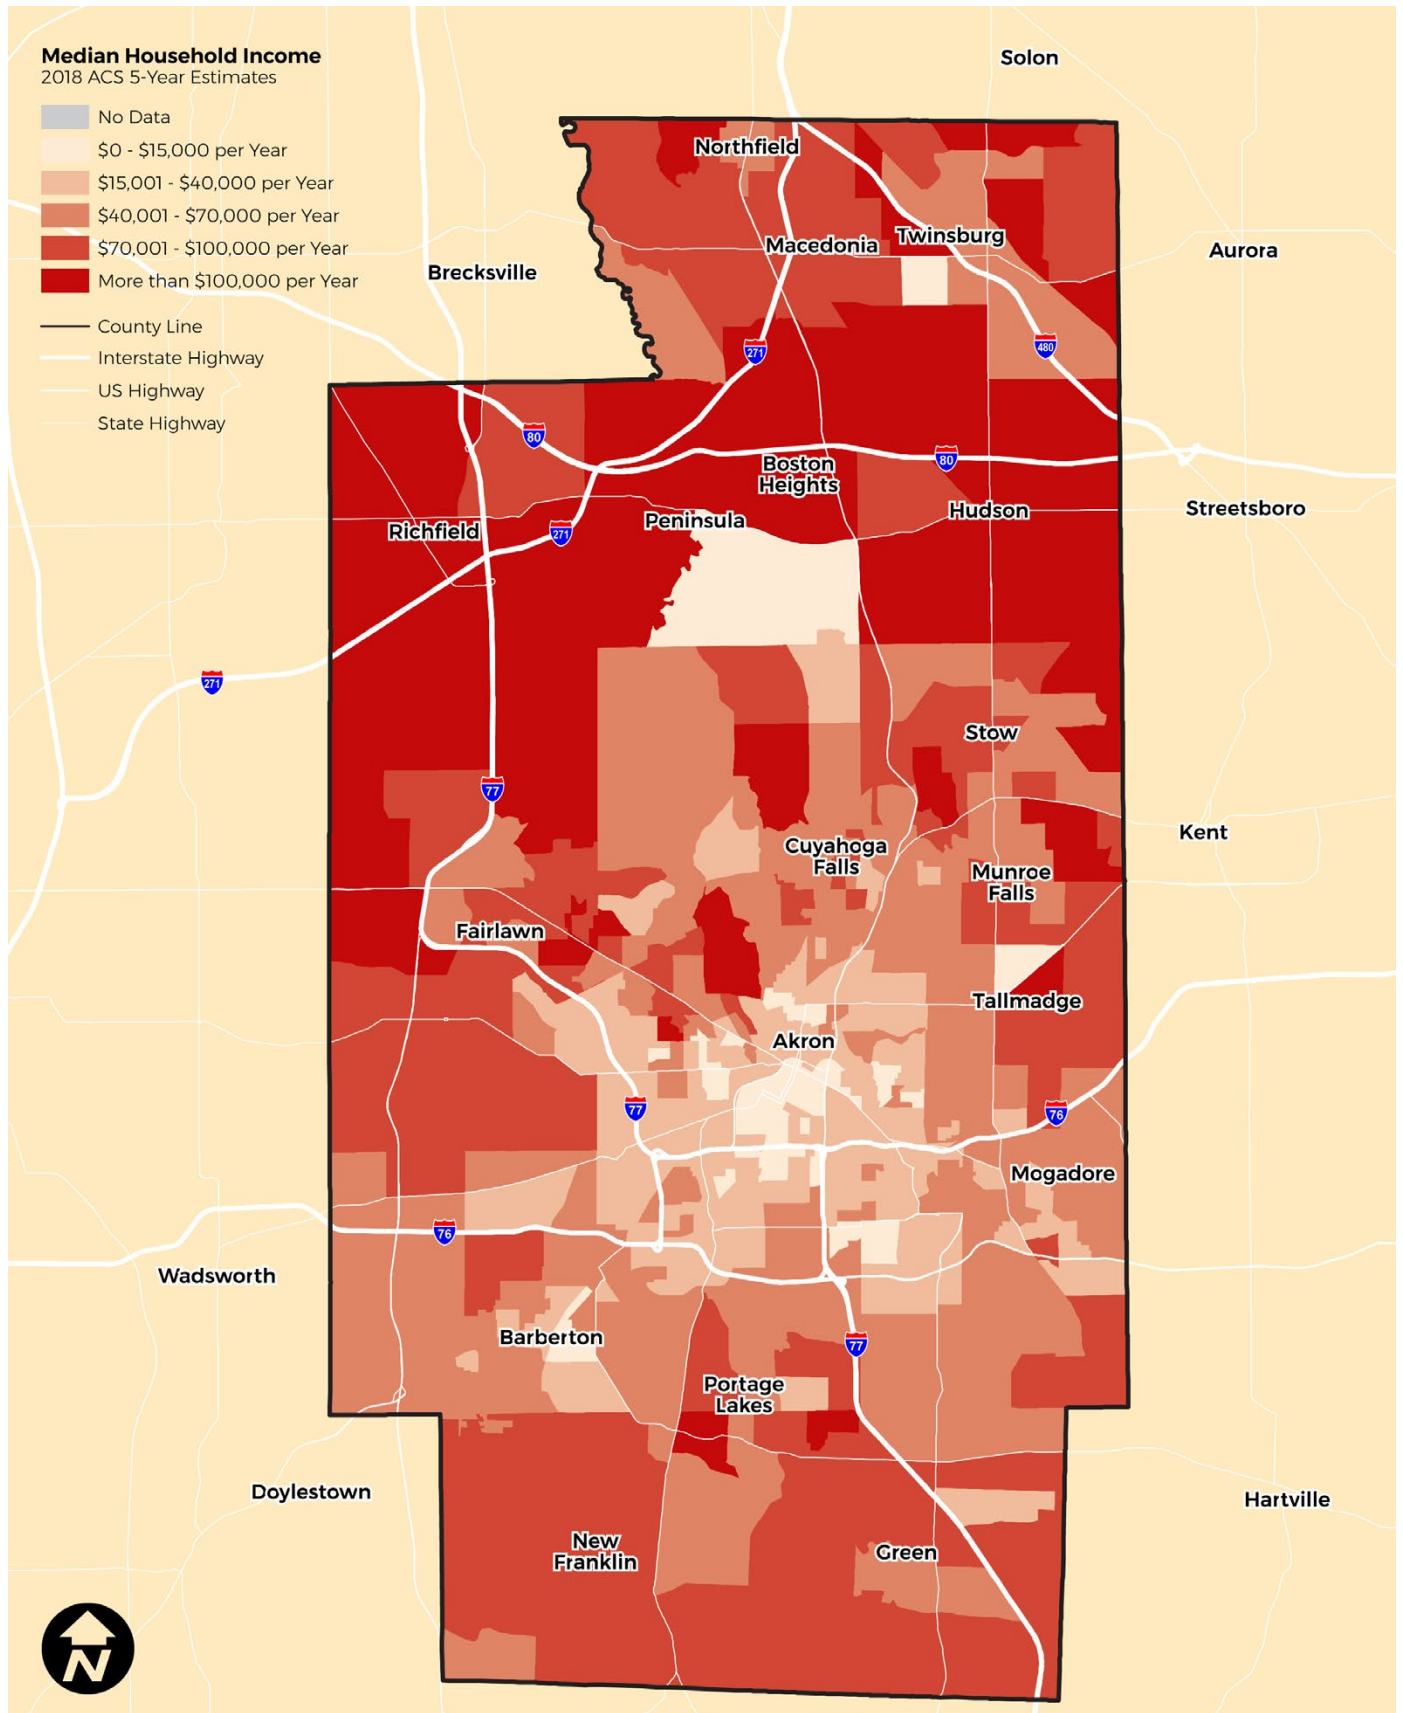 Median Household Income
2018 ACS 5-Year Estimates
No Data
$0 - $15,000 per Year
$15,001 - $40,000 per Year
$40,001 - $70,000 per Year
$70,001 - $100,000 per Year
More than $100,000 per Year
County Line
Interstate Highway
US Highway
State Highway
Solon
Northfield
Twinsburg
Macedonia
Aurora
Brecksville
271
480
80
80
Boston
Heights
Hudson
Streetsboro
Peninsula
Richfield
271
271
Stow
77
Kent
Cuyahoga
Falls
Munroe
Falls
Fairlawn
Tallmadge
Akron
77
76
Mogadore
76
Wadsworth
Barberton
77
Portage
Lakes
Doylestown
Hartville
New
Franklin
Green
N